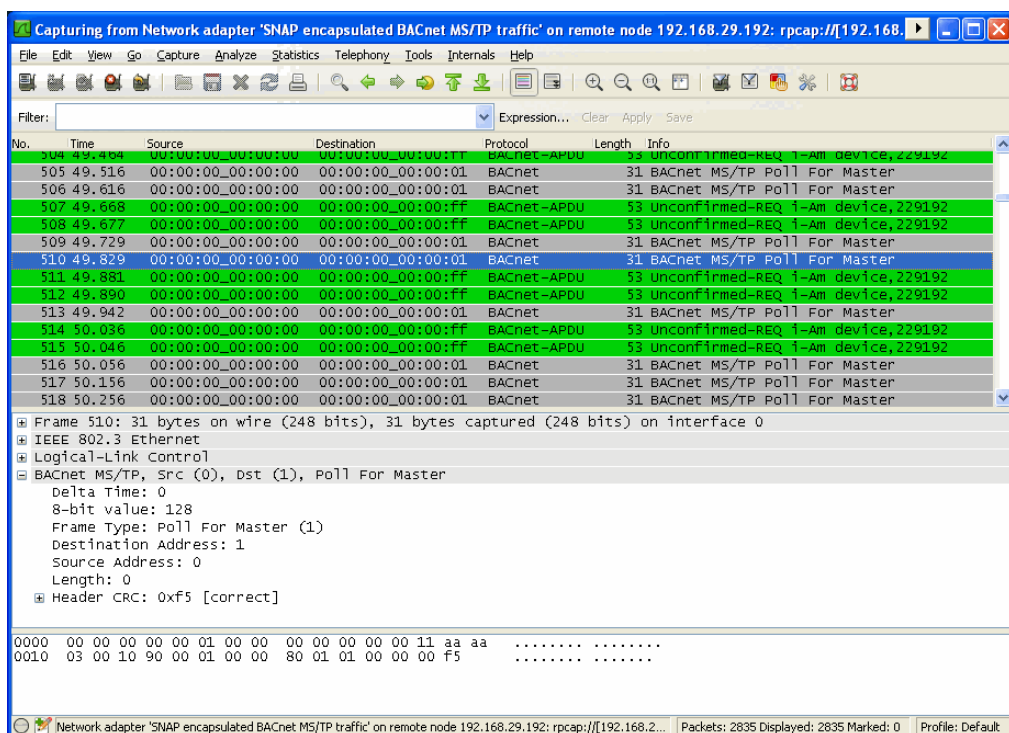 Capturing from Network adapter 'SNAP encapsulated BACnet MS/TP traffic' on remote node 192.168.29.192: rpcap://[192.168.
File Edit View Go Capture Analyze Statistics Telephony Tools Internals Help
Filter: Expression... Clear Apply Save
No. Time Source Destination Protocol Length Info
504 49.464 00:00:00_00:00:00 00:00:00_00:00:ff BACnet-APDU 53 Unconfirmed-REQ i-Am device,229192
505 49.516 00:00:00_00:00:00 00:00:00_00:00:01 BACnet 31 BACnet MS/TP Poll For Master
506 49.616 00:00:00_00:00:00 00:00:00_00:00:01 BACnet 31 BACnet MS/TP Poll For Master
507 49.668 00:00:00_00:00:00 00:00:00_00:00:ff BACnet-APDU 53 Unconfirmed-REQ i-Am device,229192
508 49.677 00:00:00_00:00:00 00:00:00_00:00:ff BACnet-APDU 53 Unconfirmed-REQ i-Am device,229192
509 49.729 00:00:00_00:00:00 00:00:00_00:00:01 BACnet 31 BACnet MS/TP Poll For Master
510 49.829 00:00:00_00:00:00 00:00:00_00:00:01 BACnet 31 BACnet MS/TP Poll For Master
511 49.881 00:00:00_00:00:00 00:00:00_00:00:ff BACnet-APDU 53 Unconfirmed-REQ i-Am device,229192
512 49.890 00:00:00_00:00:00 00:00:00_00:00:ff BACnet-APDU 53 Unconfirmed-REQ i-Am device,229192
513 49.942 00:00:00_00:00:00 00:00:00_00:00:01 BACnet 31 BACnet MS/TP Poll For Master
514 50.036 00:00:00_00:00:00 00:00:00_00:00:ff BACnet-APDU 53 Unconfirmed-REQ i-Am device,229192
515 50.046 00:00:00_00:00:00 00:00:00_00:00:ff BACnet-APDU 53 Unconfirmed-REQ i-Am device,229192
516 50.056 00:00:00_00:00:00 00:00:00_00:00:01 BACnet 31 BACnet MS/TP Poll For Master
517 50.156 00:00:00_00:00:00 00:00:00_00:00:01 BACnet 31 BACnet MS/TP Poll For Master
518 50.256 00:00:00_00:00:00 00:00:00_00:00:01 BACnet 31 BACnet MS/TP Poll For Master
Frame 510: 31 bytes on wire (248 bits), 31 bytes captured (248 bits) on interface 0
IEEE 802.3 Ethernet
Logical-Link Control
BACnet MS/TP, Src (0), Dst (1), Poll For Master
Delta Time: 0
8-bit value: 128
Frame Type: Poll For Master (1)
Destination Address: 1
Source Address: 0
Length: 0
Header CRC: 0xf5 [correct]
0000 00 00 00 00 00 01 00 00 00 00 00 00 00 11 aa aa ........ ........
0010 03 00 10 90 00 01 00 00 80 01 01 00 00 00 f5 ........ .......
Network adapter 'SNAP encapsulated BACnet MS/TP traffic' on remote node 192.168.29.192: rpcap://[192.168.2... Packets: 2835 Displayed: 2835 Marked: 0 Profile: Default